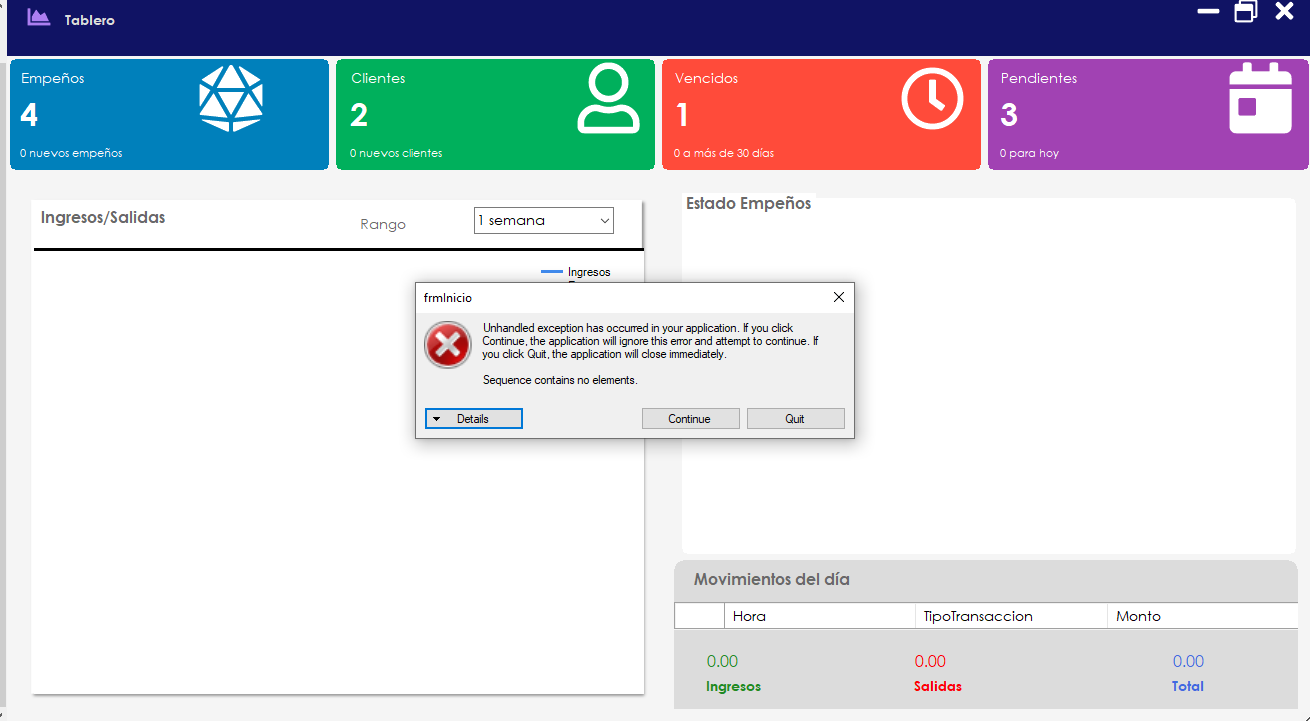 Tablero
Empeños
4
0 nuevos empeños
Clientes
2
0 nuevos clientes
Vencidos
1
0 a más de 30 días
Pendientes
3
0 para hoy
Ingresos/Salidas
Rango
1 semana
Ingresos
Estado Empeños
frmInicio
Unhandled exception has occurred in your application. If you click
Continue, the application will ignore this error and attempt to continue. If
you click Quit, the application will close immediately.
Sequence contains no elements.
Details
Continue
Quit
Movimientos del día
Hora TipoTransaccion Monto
0.00 0.00 0.00
Ingresos Salidas Total